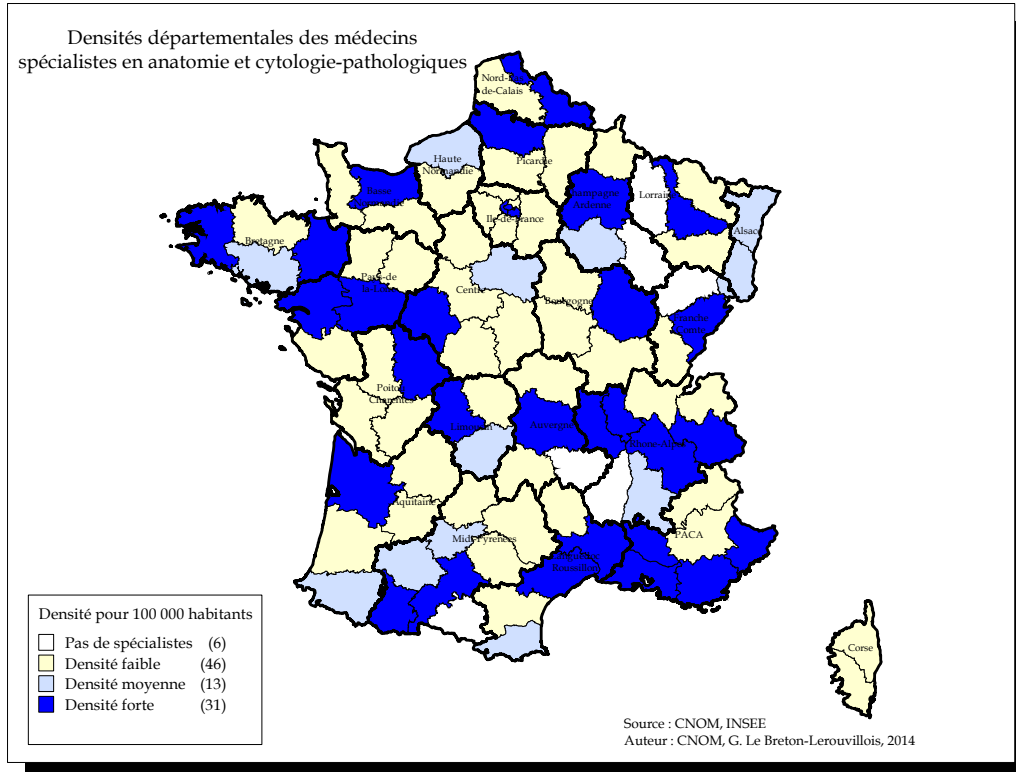 Densités départementales des médecins
spécialistes en anatomie et cytologie-pathologiques
Nord-Pas
de-Calais
Haute
Normandie
Picardie
Basse
Normandie
Champagne-
Ardenne
Lorraine
Ile-de-France
Alsace
Bretagne
Pays-de
la-Loire
Centre
Bourgogne
Franche
Comté
Poitou
Charentes
Limousin
Auvergne
Rhône-Alpes
Aquitaine
Midi-Pyrénées
PACA
Languedoc
Roussillon
Corse
Densité pour 100 000 habitants
Pas de spécialistes (6)
Densité faible (46)
Densité moyenne (13)
Densité forte (31)
Source : CNOM, INSEE
Auteur : CNOM, G. Le Breton-Lerouvillois, 2014